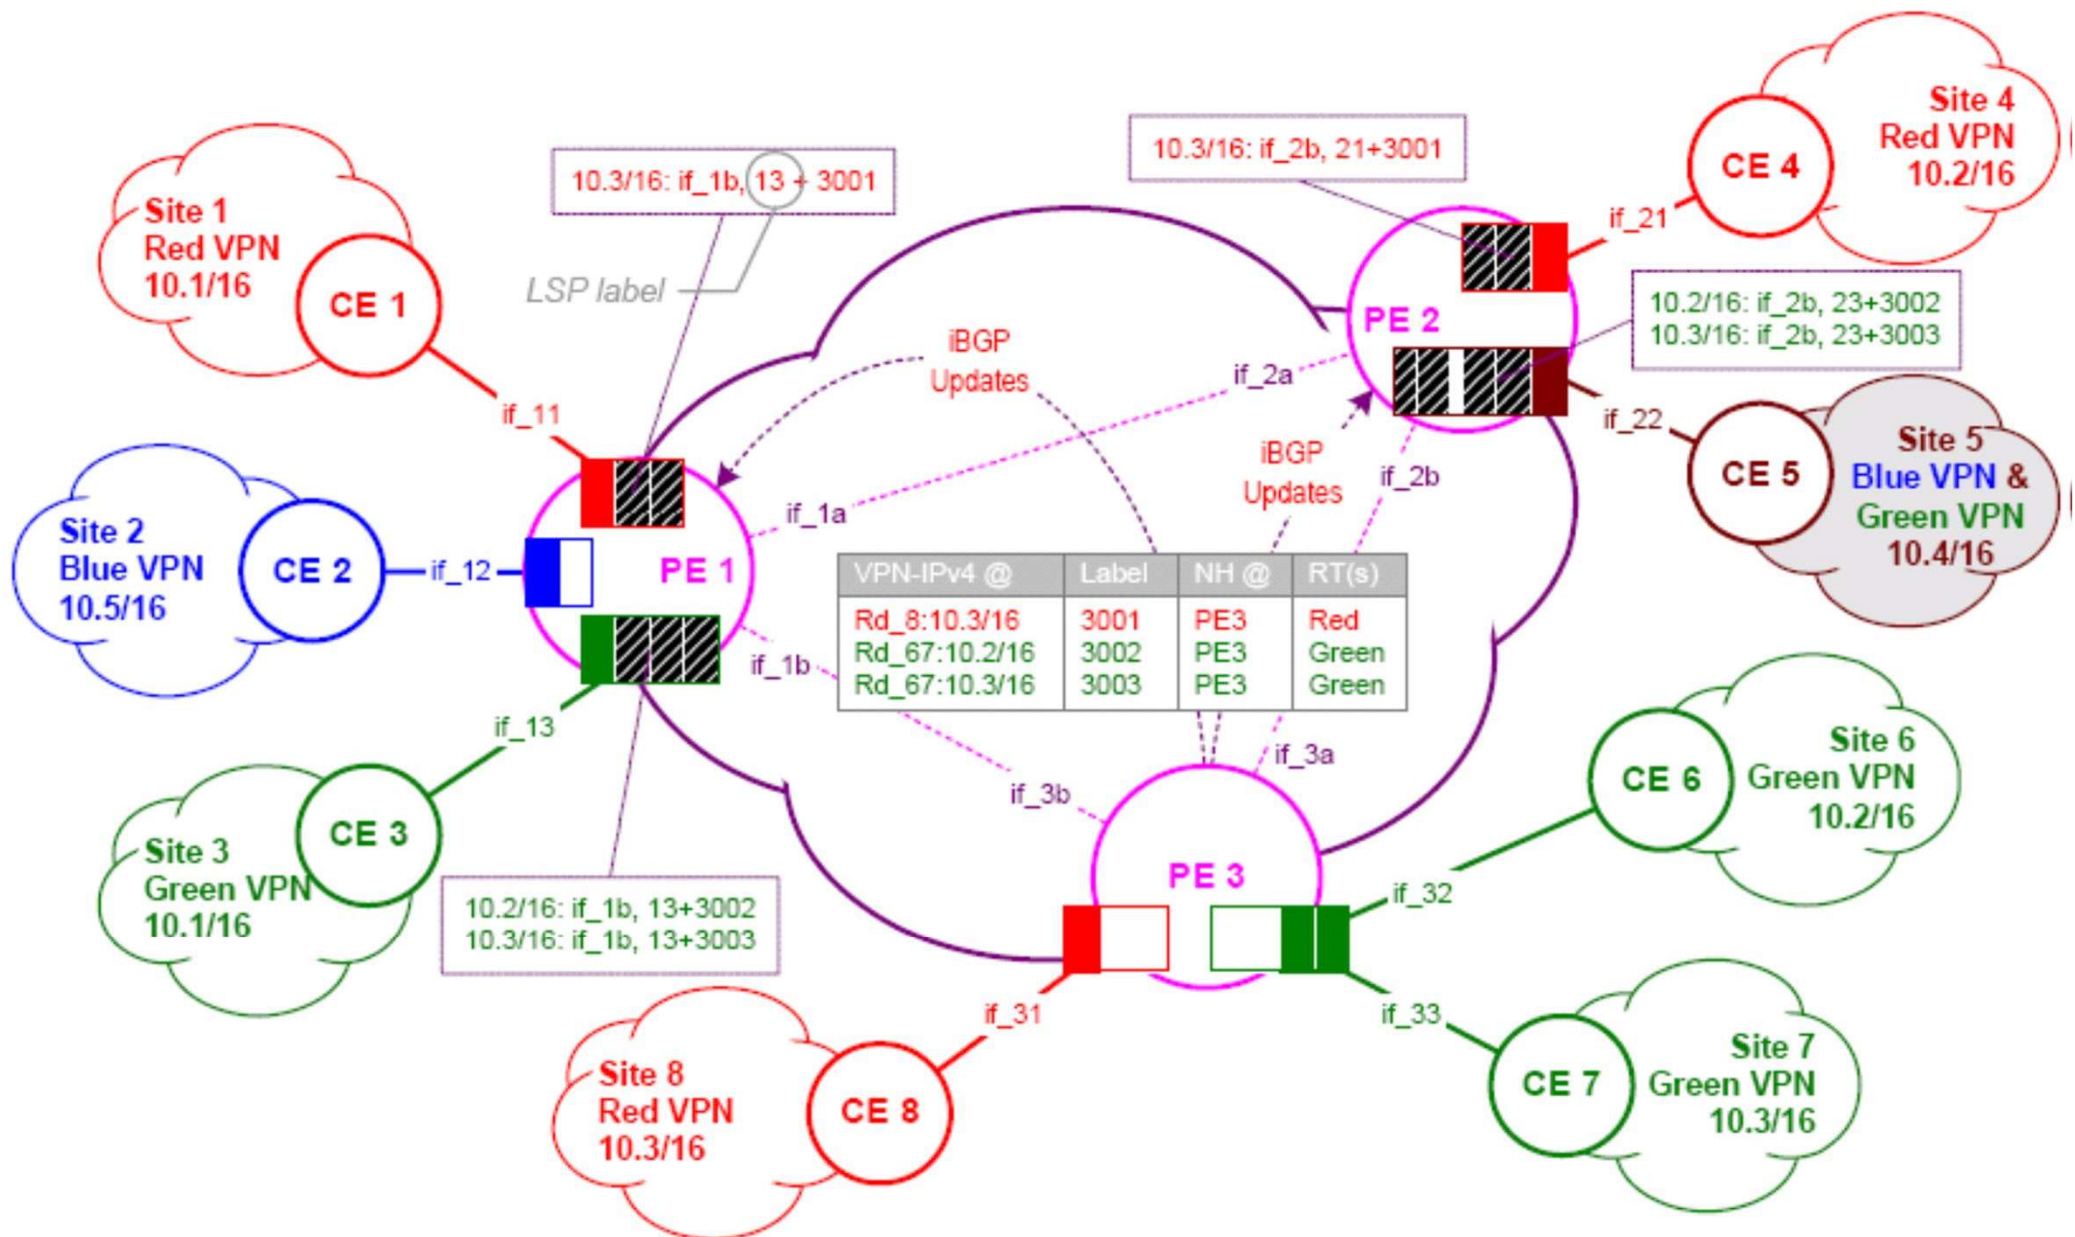 Site 1
Red VPN
10.1/16
CE 1
if_11
10.3/16: if_1b, 13 + 3001
LSP label
10.3/16: if_2b, 21+3001
Site 4
Red VPN
10.2/16
CE 4
if_21
PE 2
10.2/16: if_2b, 23+3002
10.3/16: if_2b, 23+3003
iBGP
Updates
if_2a
if_22
CE 5
Site 5
Blue VPN &
Green VPN
10.4/16
iBGP
Updates
if_2b
Site 2
Blue VPN
10.5/16
CE 2
if_12
PE 1
if_1a
if_1b
VPN-IPv4 @ Label NH @ RT(s)
Rd_8:10.3/16 3001 PE3 Red
Rd_67:10.2/16 3002 PE3 Green
Rd_67:10.3/16 3003 PE3 Green
if_13
if_3b
if_3a
Site 3
Green VPN
10.1/16
CE 3
10.2/16: if_1b, 13+3002
10.3/16: if_1b, 13+3003
PE 3
CE 6
Site 6
Green VPN
10.2/16
if_32
if_31
if_33
Site 8
Red VPN
10.3/16
CE 8
CE 7
Site 7
Green VPN
10.3/16